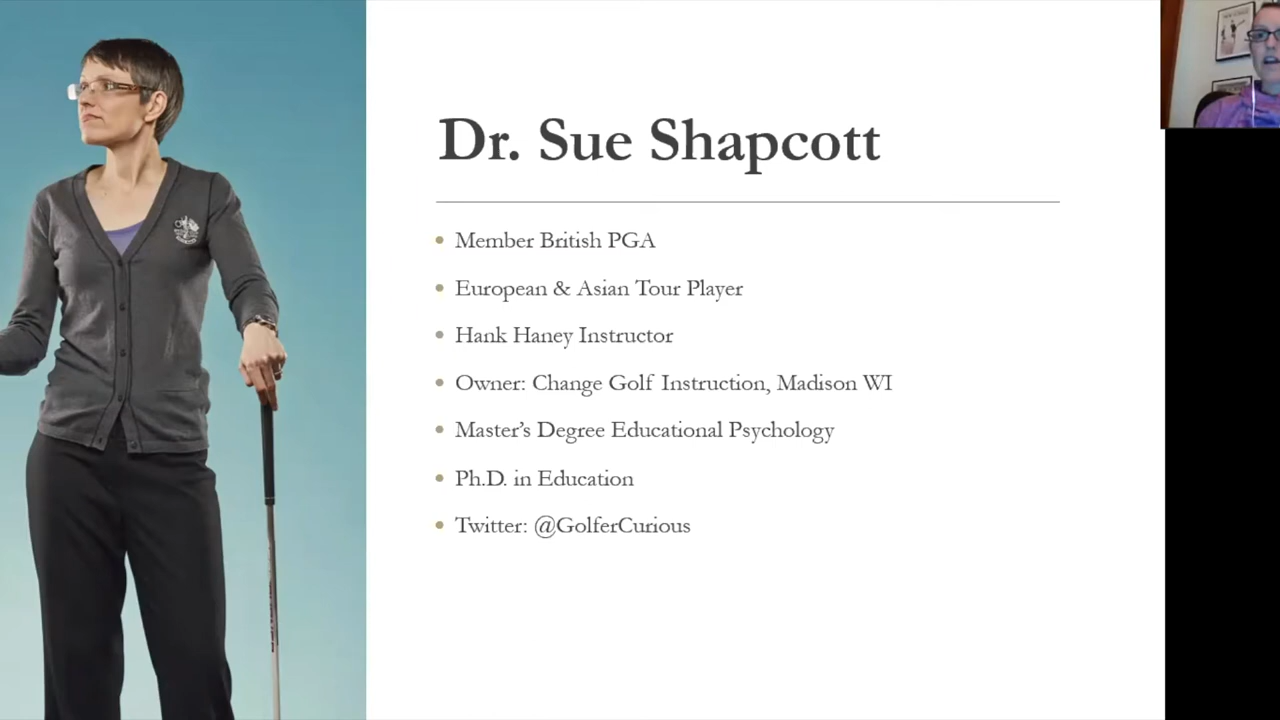 Dr. Sue Shapcott
Member British PGA
European & Asian Tour Player
Hank Haney Instructor
Owner: Change Golf Instruction, Madison WI
Master’s Degree Educational Psychology
Ph.D. in Education
Twitter: @GolferCurious